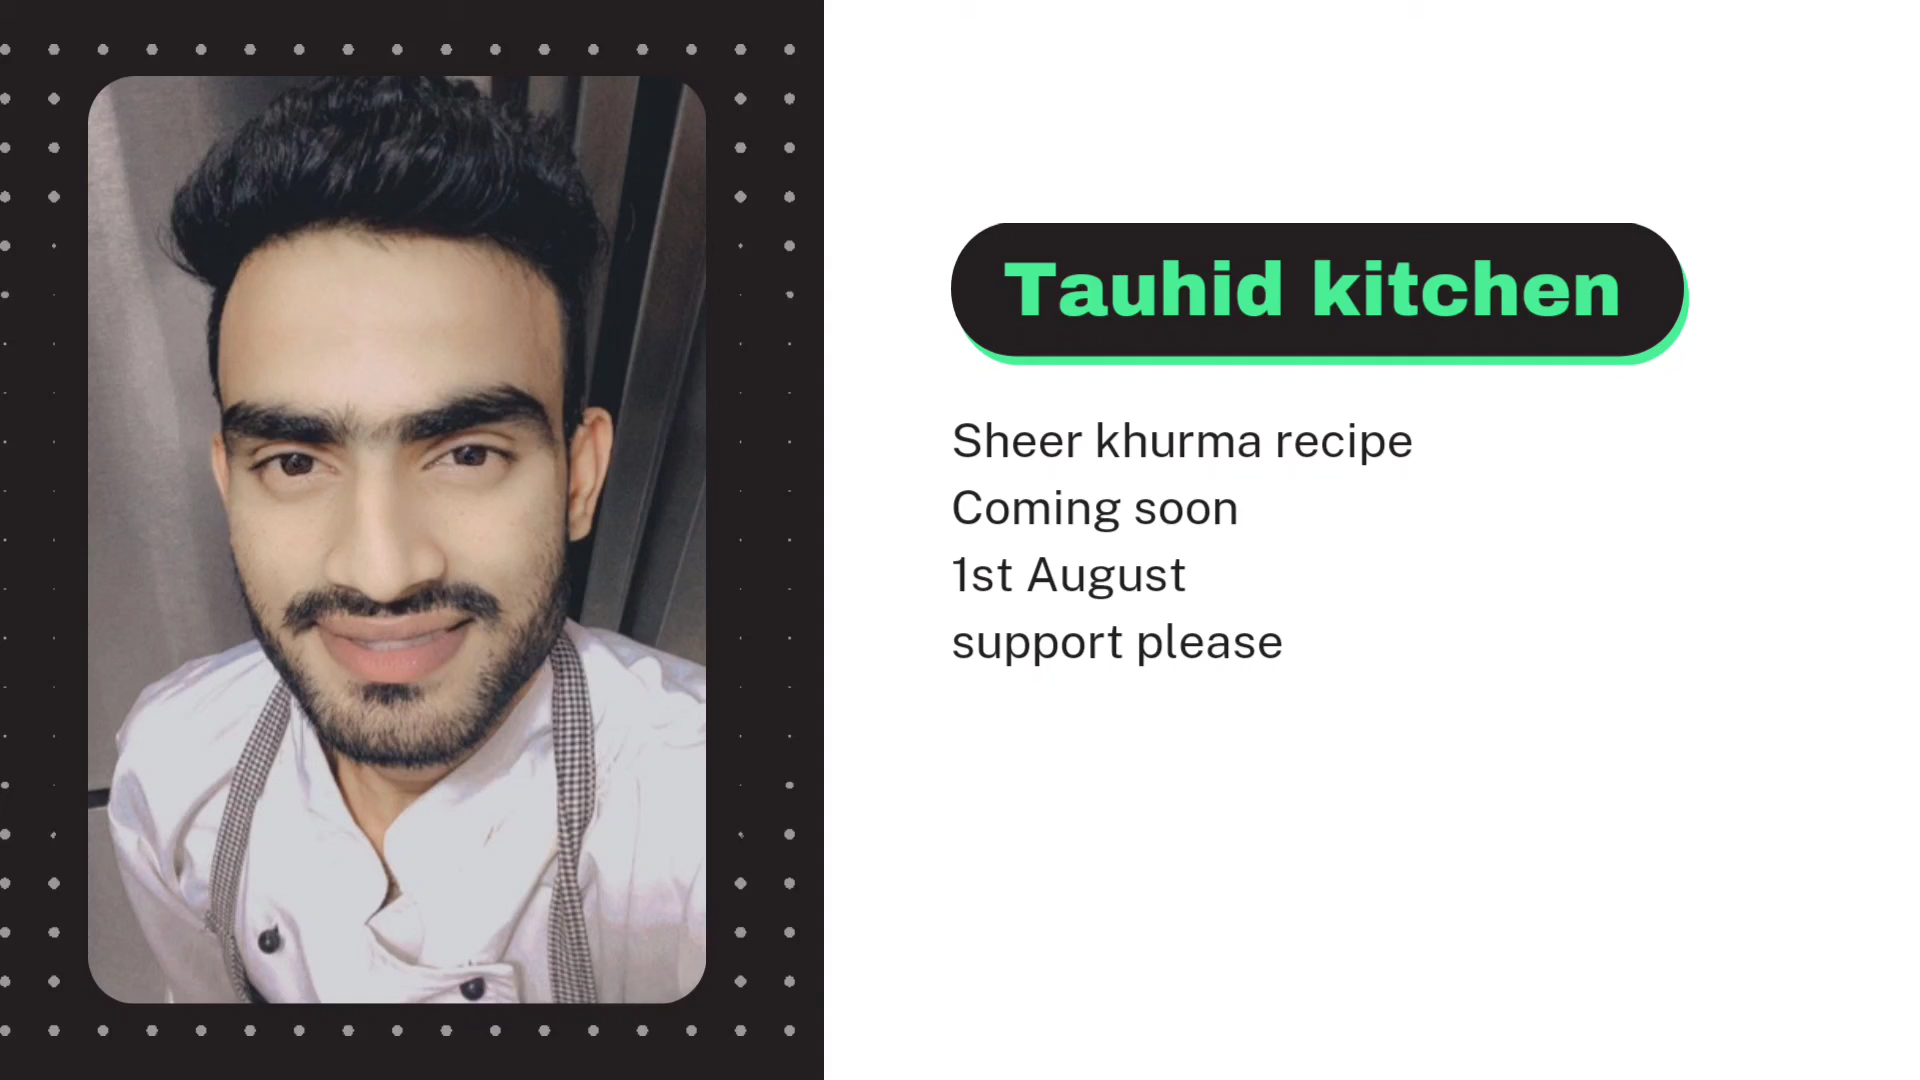 Tauhid kitchen
Sheer khurma recipe
Coming soon
1st August
support please